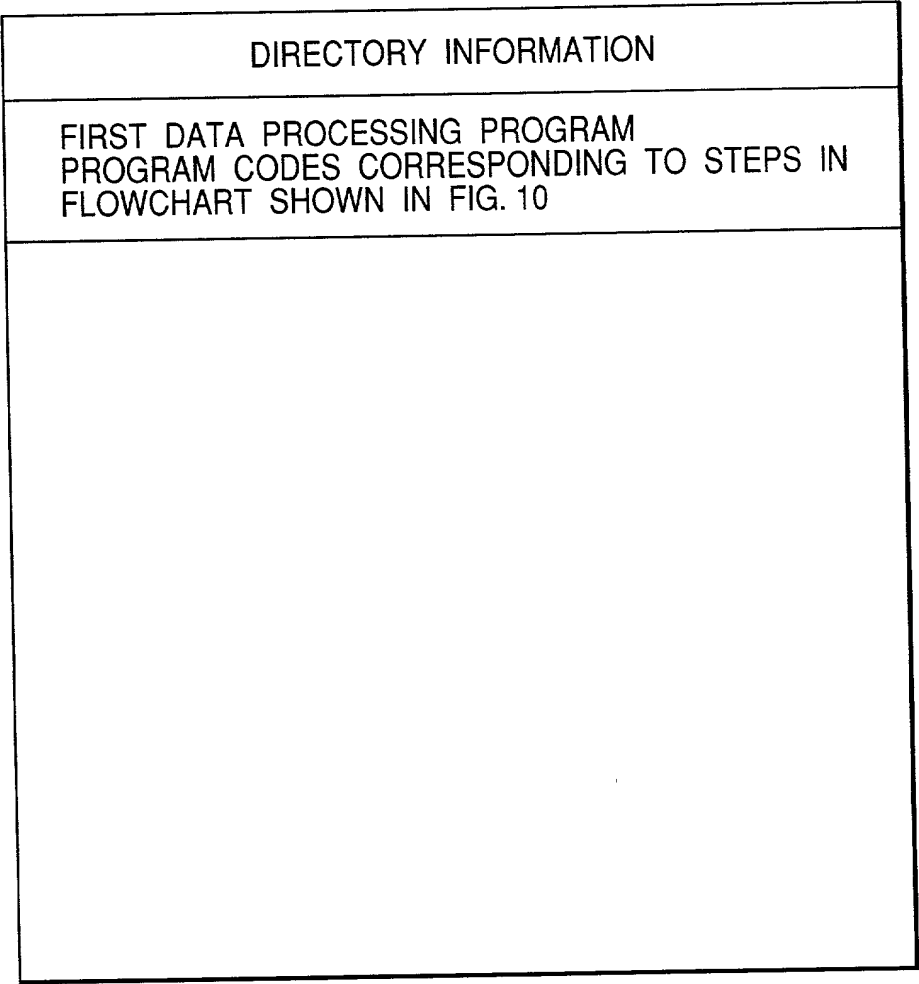 DIRECTORY INFORMATION
FIRST DATA PROCESSING PROGRAM
PROGRAM CODES CORRESPONDING TO STEPS IN
FLOWCHART SHOWN IN FIG. 10